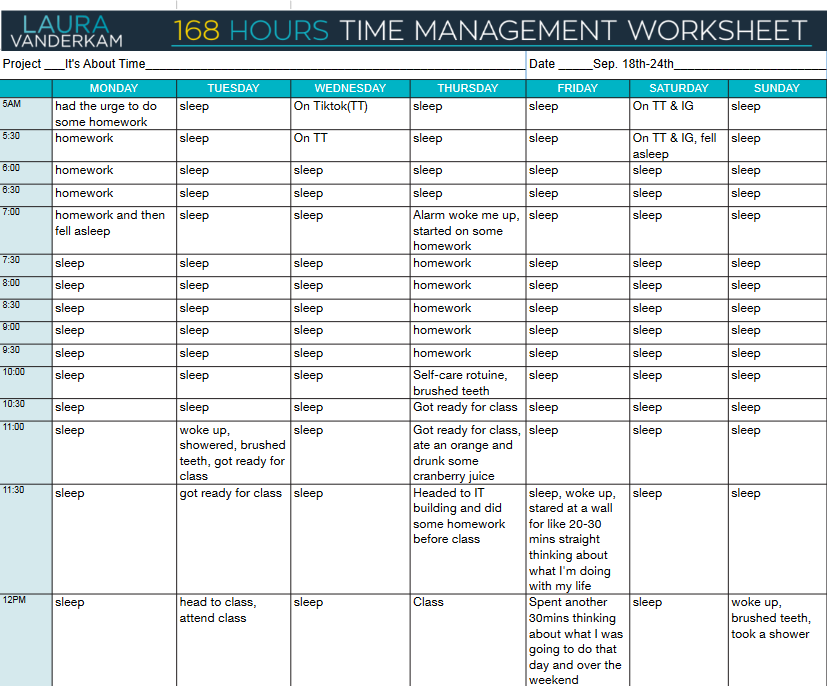 LAURA
VANDERKAM
168 HOURS TIME MANAGEMENT WORKSHEET
Project ___It's About Time___ Date _____Sep. 18th-24th___
MONDAY TUESDAY WEDNESDAY THURSDAY FRIDAY SATURDAY SUNDAY
5AM had the urge to do sleep On Tiktok(TT) sleep sleep On TT & IG sleep
some homework
5:30 homework sleep On TT sleep sleep On TT & IG, fell sleep
asleep
6:00 homework sleep sleep sleep sleep sleep sleep
6:30 homework sleep sleep sleep sleep sleep sleep
7:00 homework and then sleep sleep Alarm woke me up, sleep sleep sleep
fell asleep started on some
homework
7:30 sleep sleep sleep homework sleep sleep sleep
8:00 sleep sleep sleep homework sleep sleep sleep
8:30 sleep sleep sleep homework sleep sleep sleep
9:00 sleep sleep sleep homework sleep sleep sleep
9:30 sleep sleep sleep homework sleep sleep sleep
10:00 sleep sleep sleep Self-care rotuine, sleep sleep sleep
brushed teeth
10:30 sleep sleep sleep Got ready for class sleep sleep sleep
11:00 sleep woke up, sleep Got ready for class, sleep sleep sleep
showered, brushed ate an orange and
teeth, got ready for drunk some
class cranberry juice
11:30 sleep got ready for class sleep Headed to IT sleep, woke up, sleep sleep
building and did stared at a wall
some homework for like 20-30
before class mins straight
thinking about
what I'm doing
with my life
12PM sleep head to class, sleep Class Spent another sleep woke up,
attend class 30mins thinking brushed teeth,
about what I was took a shower
going to do that
day and over the
weekend